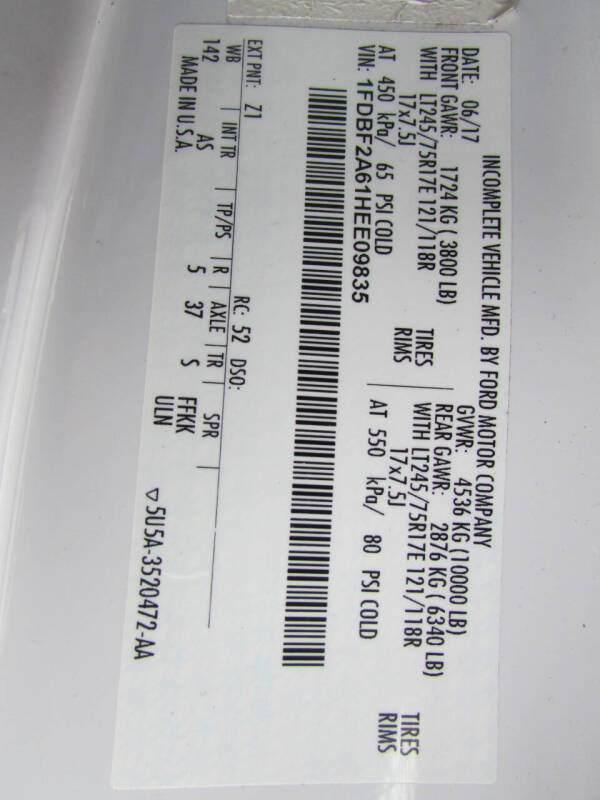 INCOMPLETE VEHICLE MFD. BY FORD MOTOR COMPANY
DATE: 06/17 GVWR: 4536 KG (10000 LB)
FRONT GAWR: 1724 KG ( 3800 LB) REAR GAWR: 2876 KG ( 6340 LB)
WITH LT245/75R17E 121/118R TIRES WITH LT245/75R17E 121/118R TIRES
17x7.5J RIMS 17x7.5J RIMS
AT 450 kPa/ 65 PSI COLD AT 550 kPa/ 80 PSI COLD
VIN: 1FDBF2A61HEE09835
EXT PNT: Z1 RC: 52 DSO:
WB | INT TR | TP/PS | R | AXLE | TR | SPR |
142 AS 5 37 S FFKK
MADE IN U.S.A. ULN
▽5U5A-3520472-AA